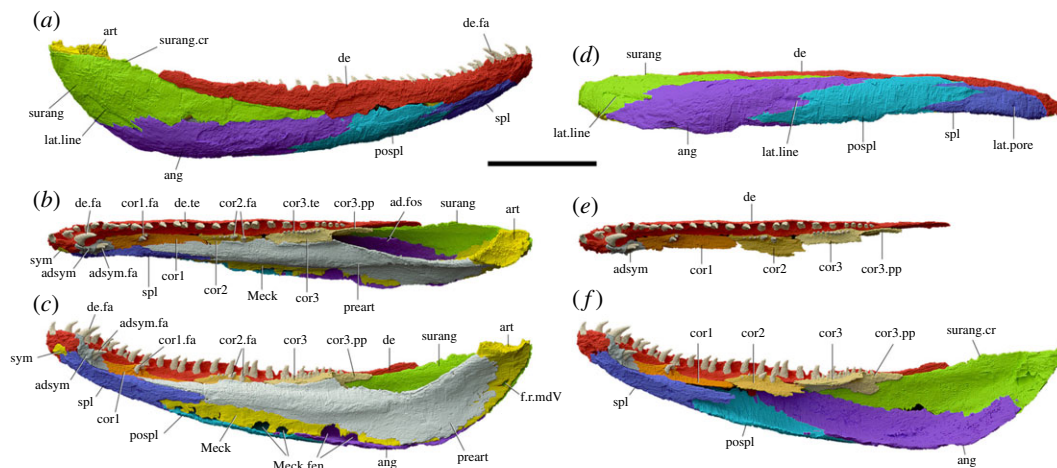 (a)
art
surang.cr
de.fa
de
surang
lat.line
ang
pospl
spl
(d)
surang
de
lat.line
ang
lat.line
pospl
spl
lat.pore
(b)
de.fa
cor1.fa
de.te
cor2.fa
cor3.te
cor3.pp
ad.fos
surang
art
sym
adsym
adsym.fa
spl
cor1
cor2
Meck
cor3
preart
(e)
de
adsym
cor1
cor2
cor3
cor3.pp
(c)
de.fa
adsym.fa
cor1.fa
cor2.fa
cor3
cor3.pp
de
surang
art
sym
adsym
spl
cor1
pospl
Meck
Meck.fen
ang
preart
f.r.mdV
(f)
cor1
cor2
cor3
cor3.pp
surang.cr
spl
pospl
ang